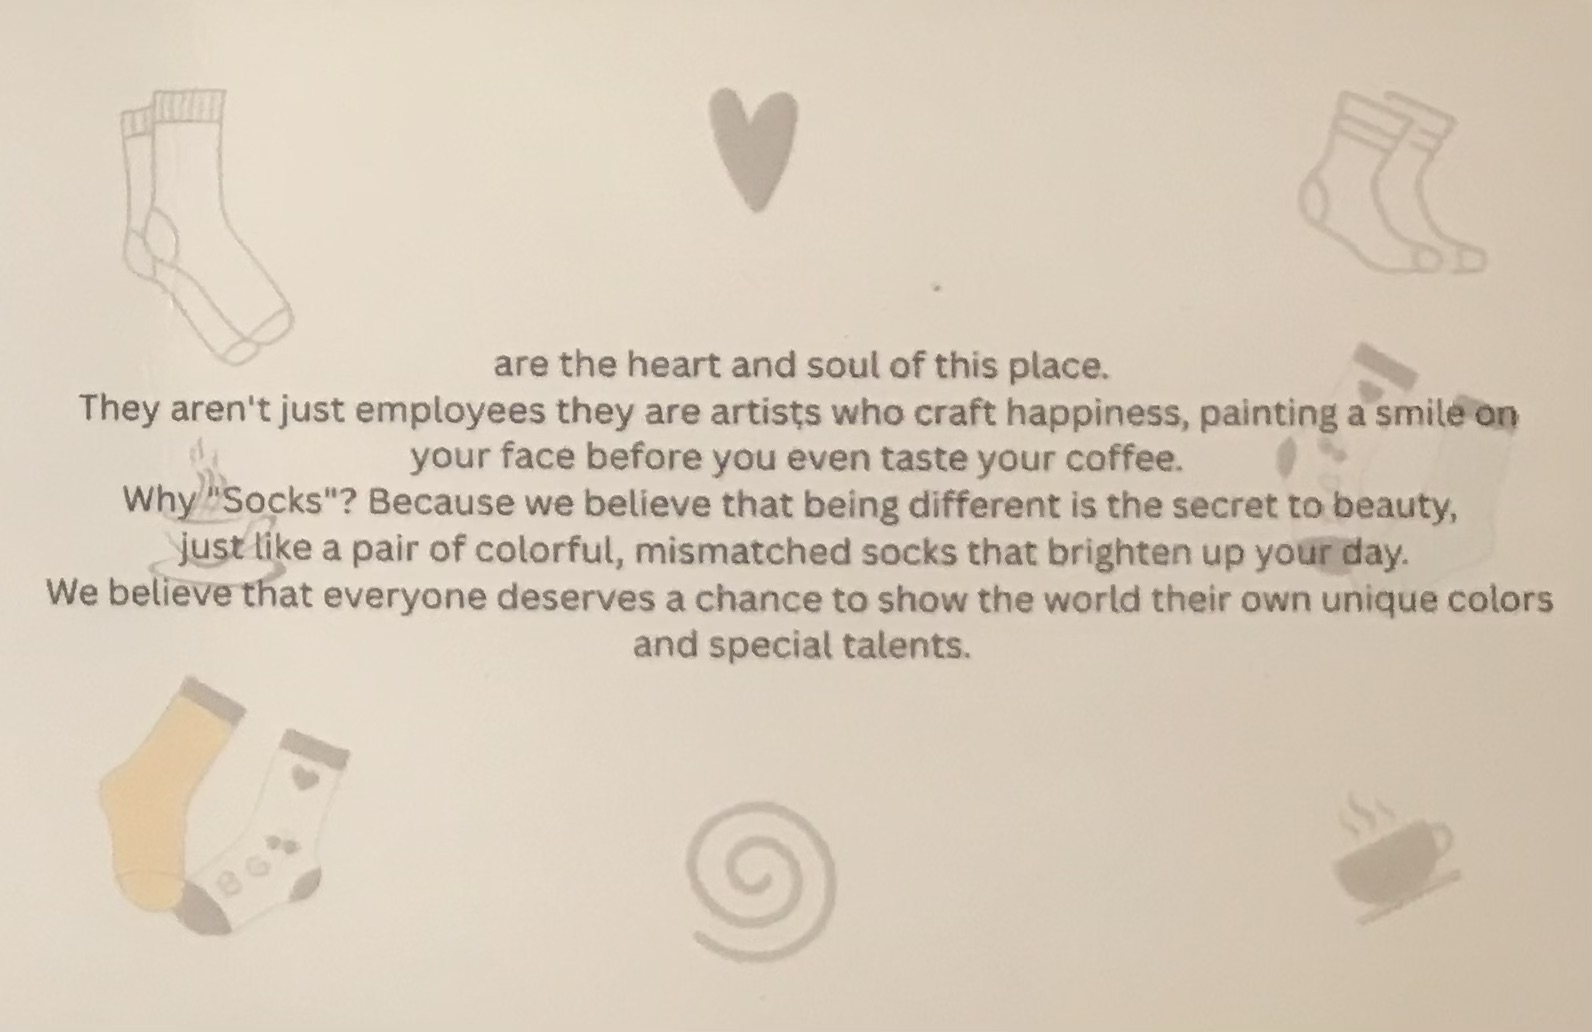 are the heart and soul of this place.
They aren't just employees they are artists who craft happiness, painting a smile on
your face before you even taste your coffee.
Why "Socks"? Because we believe that being different is the secret to beauty,
just like a pair of colorful, mismatched socks that brighten up your day.
We believe that everyone deserves a chance to show the world their own unique colors
and special talents.